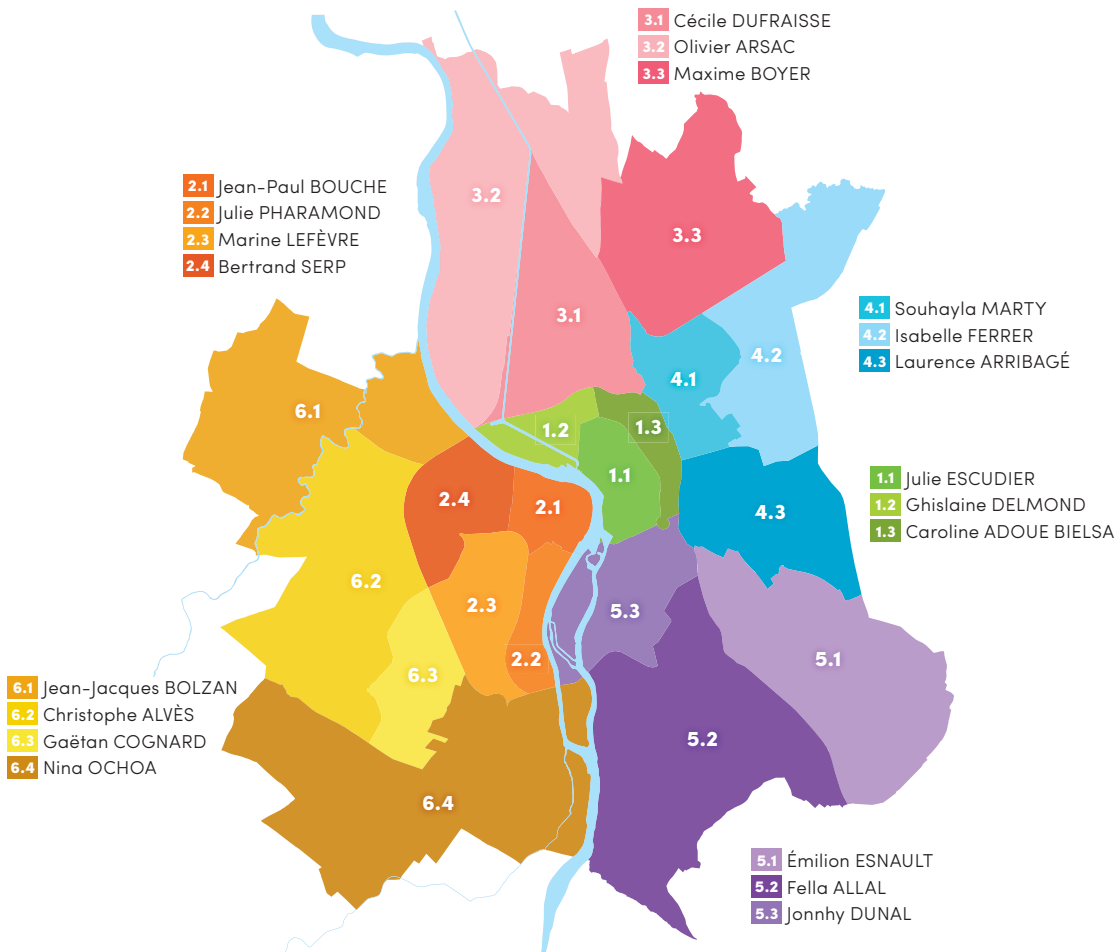 3.1 Cécile DUFRAISSE
3.2 Olivier ARSAC
3.3 Maxime BOYER
2.1 Jean-Paul BOUCHE
2.2 Julie PHARAMOND
2.3 Marine LEFÈVRE
2.4 Bertrand SERP
4.1 Souhayla MARTY
4.2 Isabelle FERRER
4.3 Laurence ARRIBAGÉ
1.1 Julie ESCUDIER
1.2 Ghislaine DELMOND
1.3 Caroline ADOUE BIELSA
6.1 Jean-Jacques BOLZAN
6.2 Christophe ALVÈS
6.3 Gaëtan COGNARD
6.4 Nina OCHOA
5.1 Émilion ESNAULT
5.2 Fella ALLAL
5.3 Jonnhy DUNAL
3.2
3.3
3.1
4.2
4.1
6.1
1.2
1.3
1.1
2.4
2.1
4.3
6.2
2.3
5.3
2.2
5.1
6.3
5.2
6.4